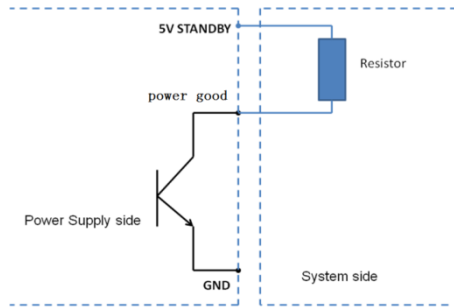 5V STANDBY
Resistor
power good
Power Supply side
GND
System side